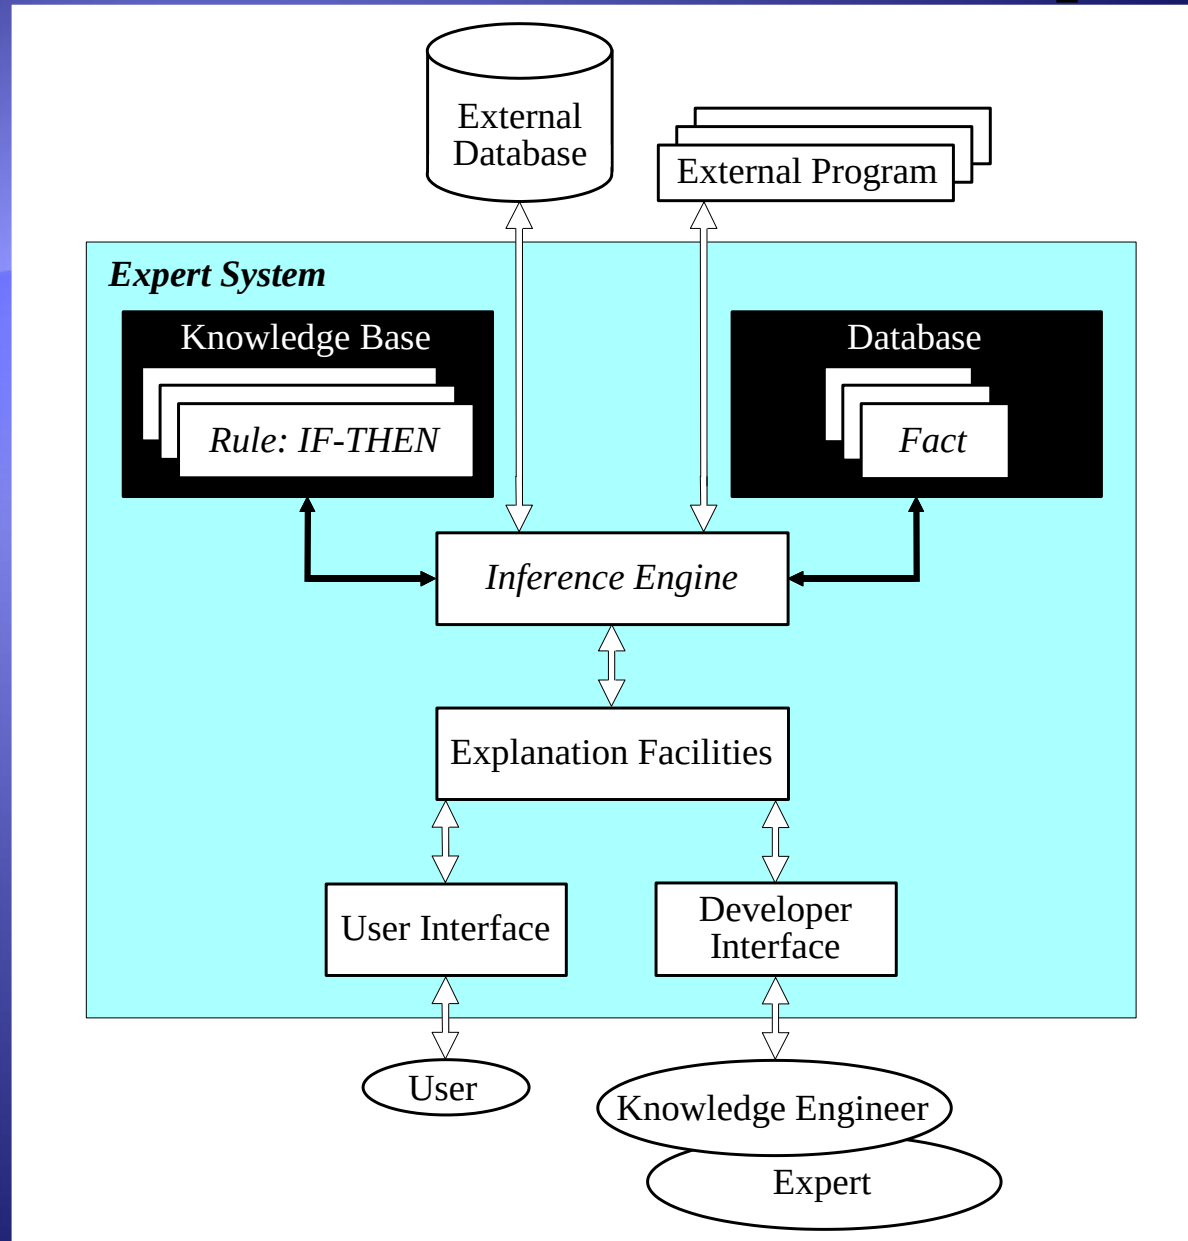 External
Database
External Program
Expert System
Knowledge Base
Rule: IF-THEN
Database
Fact
Inference Engine
Explanation Facilities
User Interface
Developer
Interface
User
Knowledge Engineer
Expert